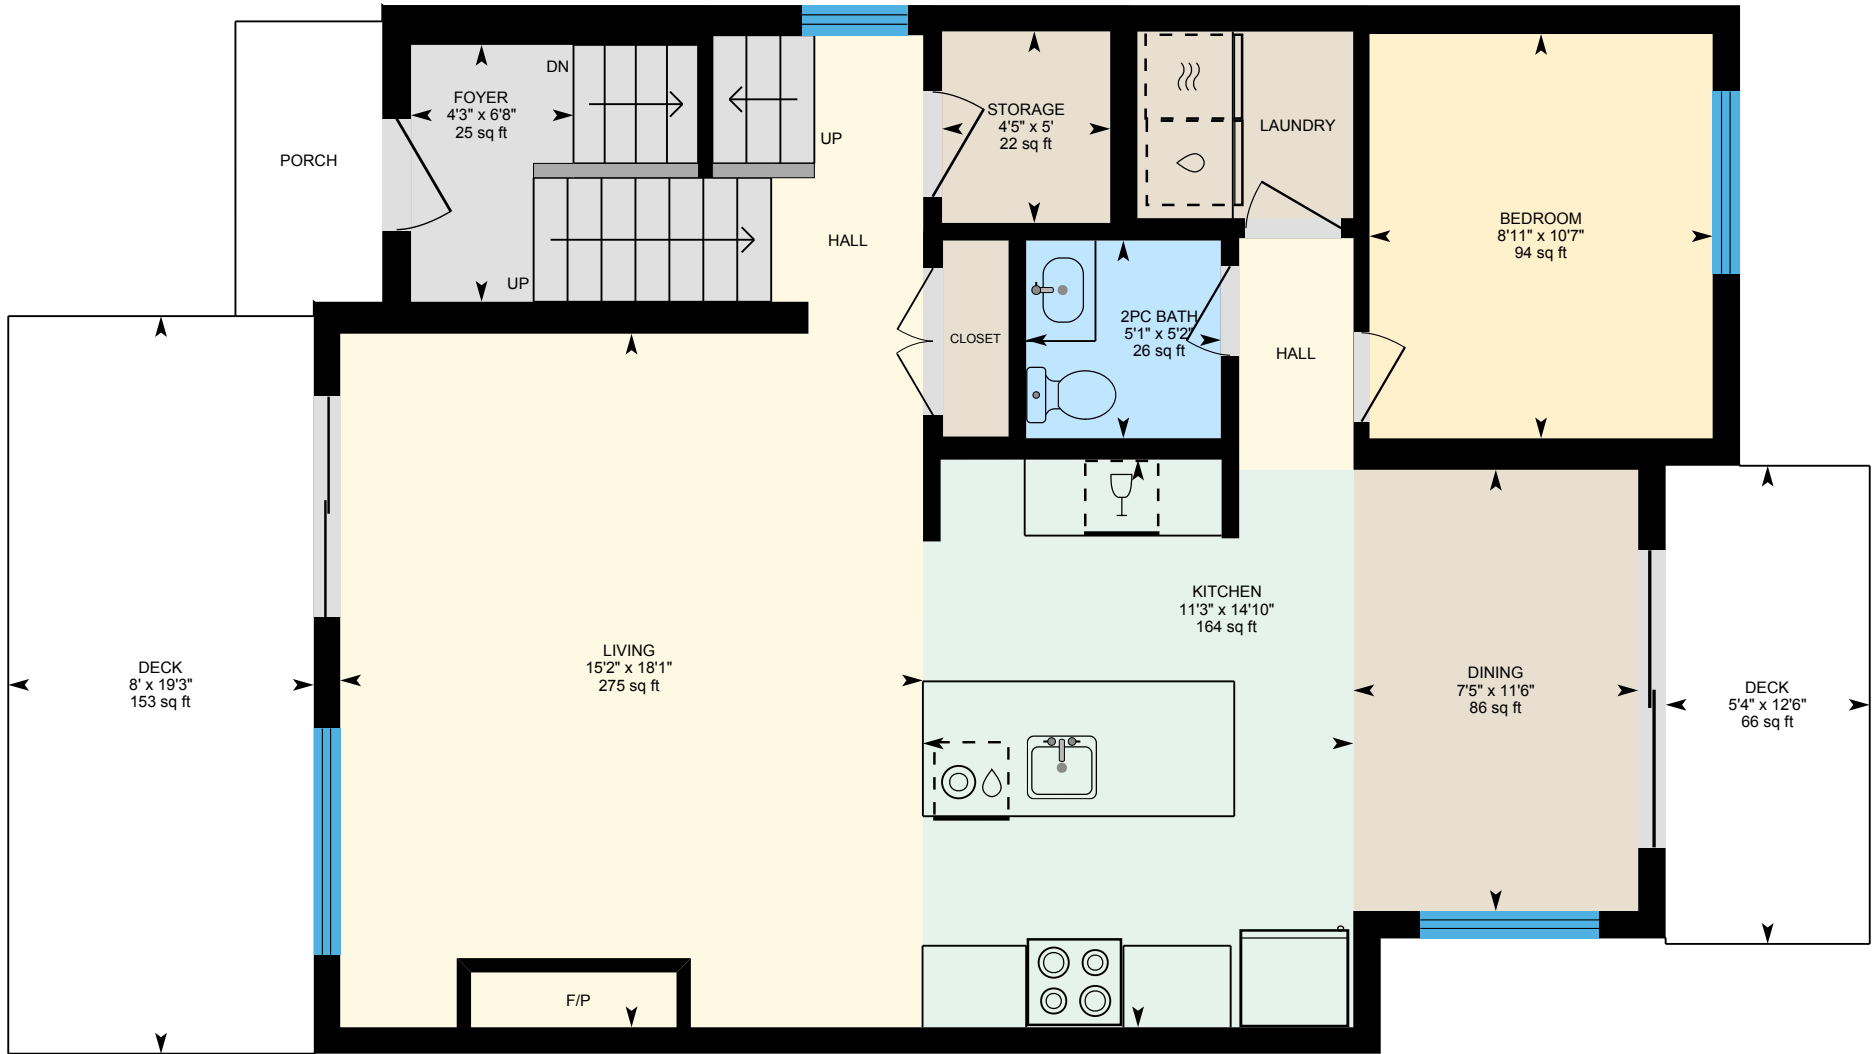 DN
FOYER
4'3" x 6'8"
25 sq ft
UP
UP
PORCH
STORAGE
4'5" x 5'
22 sq ft
LAUNDRY
HALL
BEDROOM
8'11" x 10'7"
94 sq ft
CLOSET
2PC BATH
5'1" x 5'2"
26 sq ft
HALL
DECK
8' x 19'3"
153 sq ft
LIVING
15'2" x 18'1"
275 sq ft
KITCHEN
11'3" x 14'10"
164 sq ft
DINING
7'5" x 11'6"
86 sq ft
DECK
5'4" x 12'6"
66 sq ft
F/P